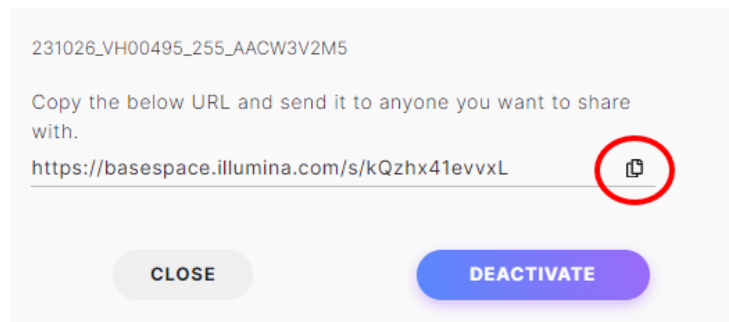 231026_VH00495_255_AACW3V2M5
Copy the below URL and send it to anyone you want to share
with.
https://basespace.illumina.com/s/kQzhx41evvxL
CLOSE
DEACTIVATE